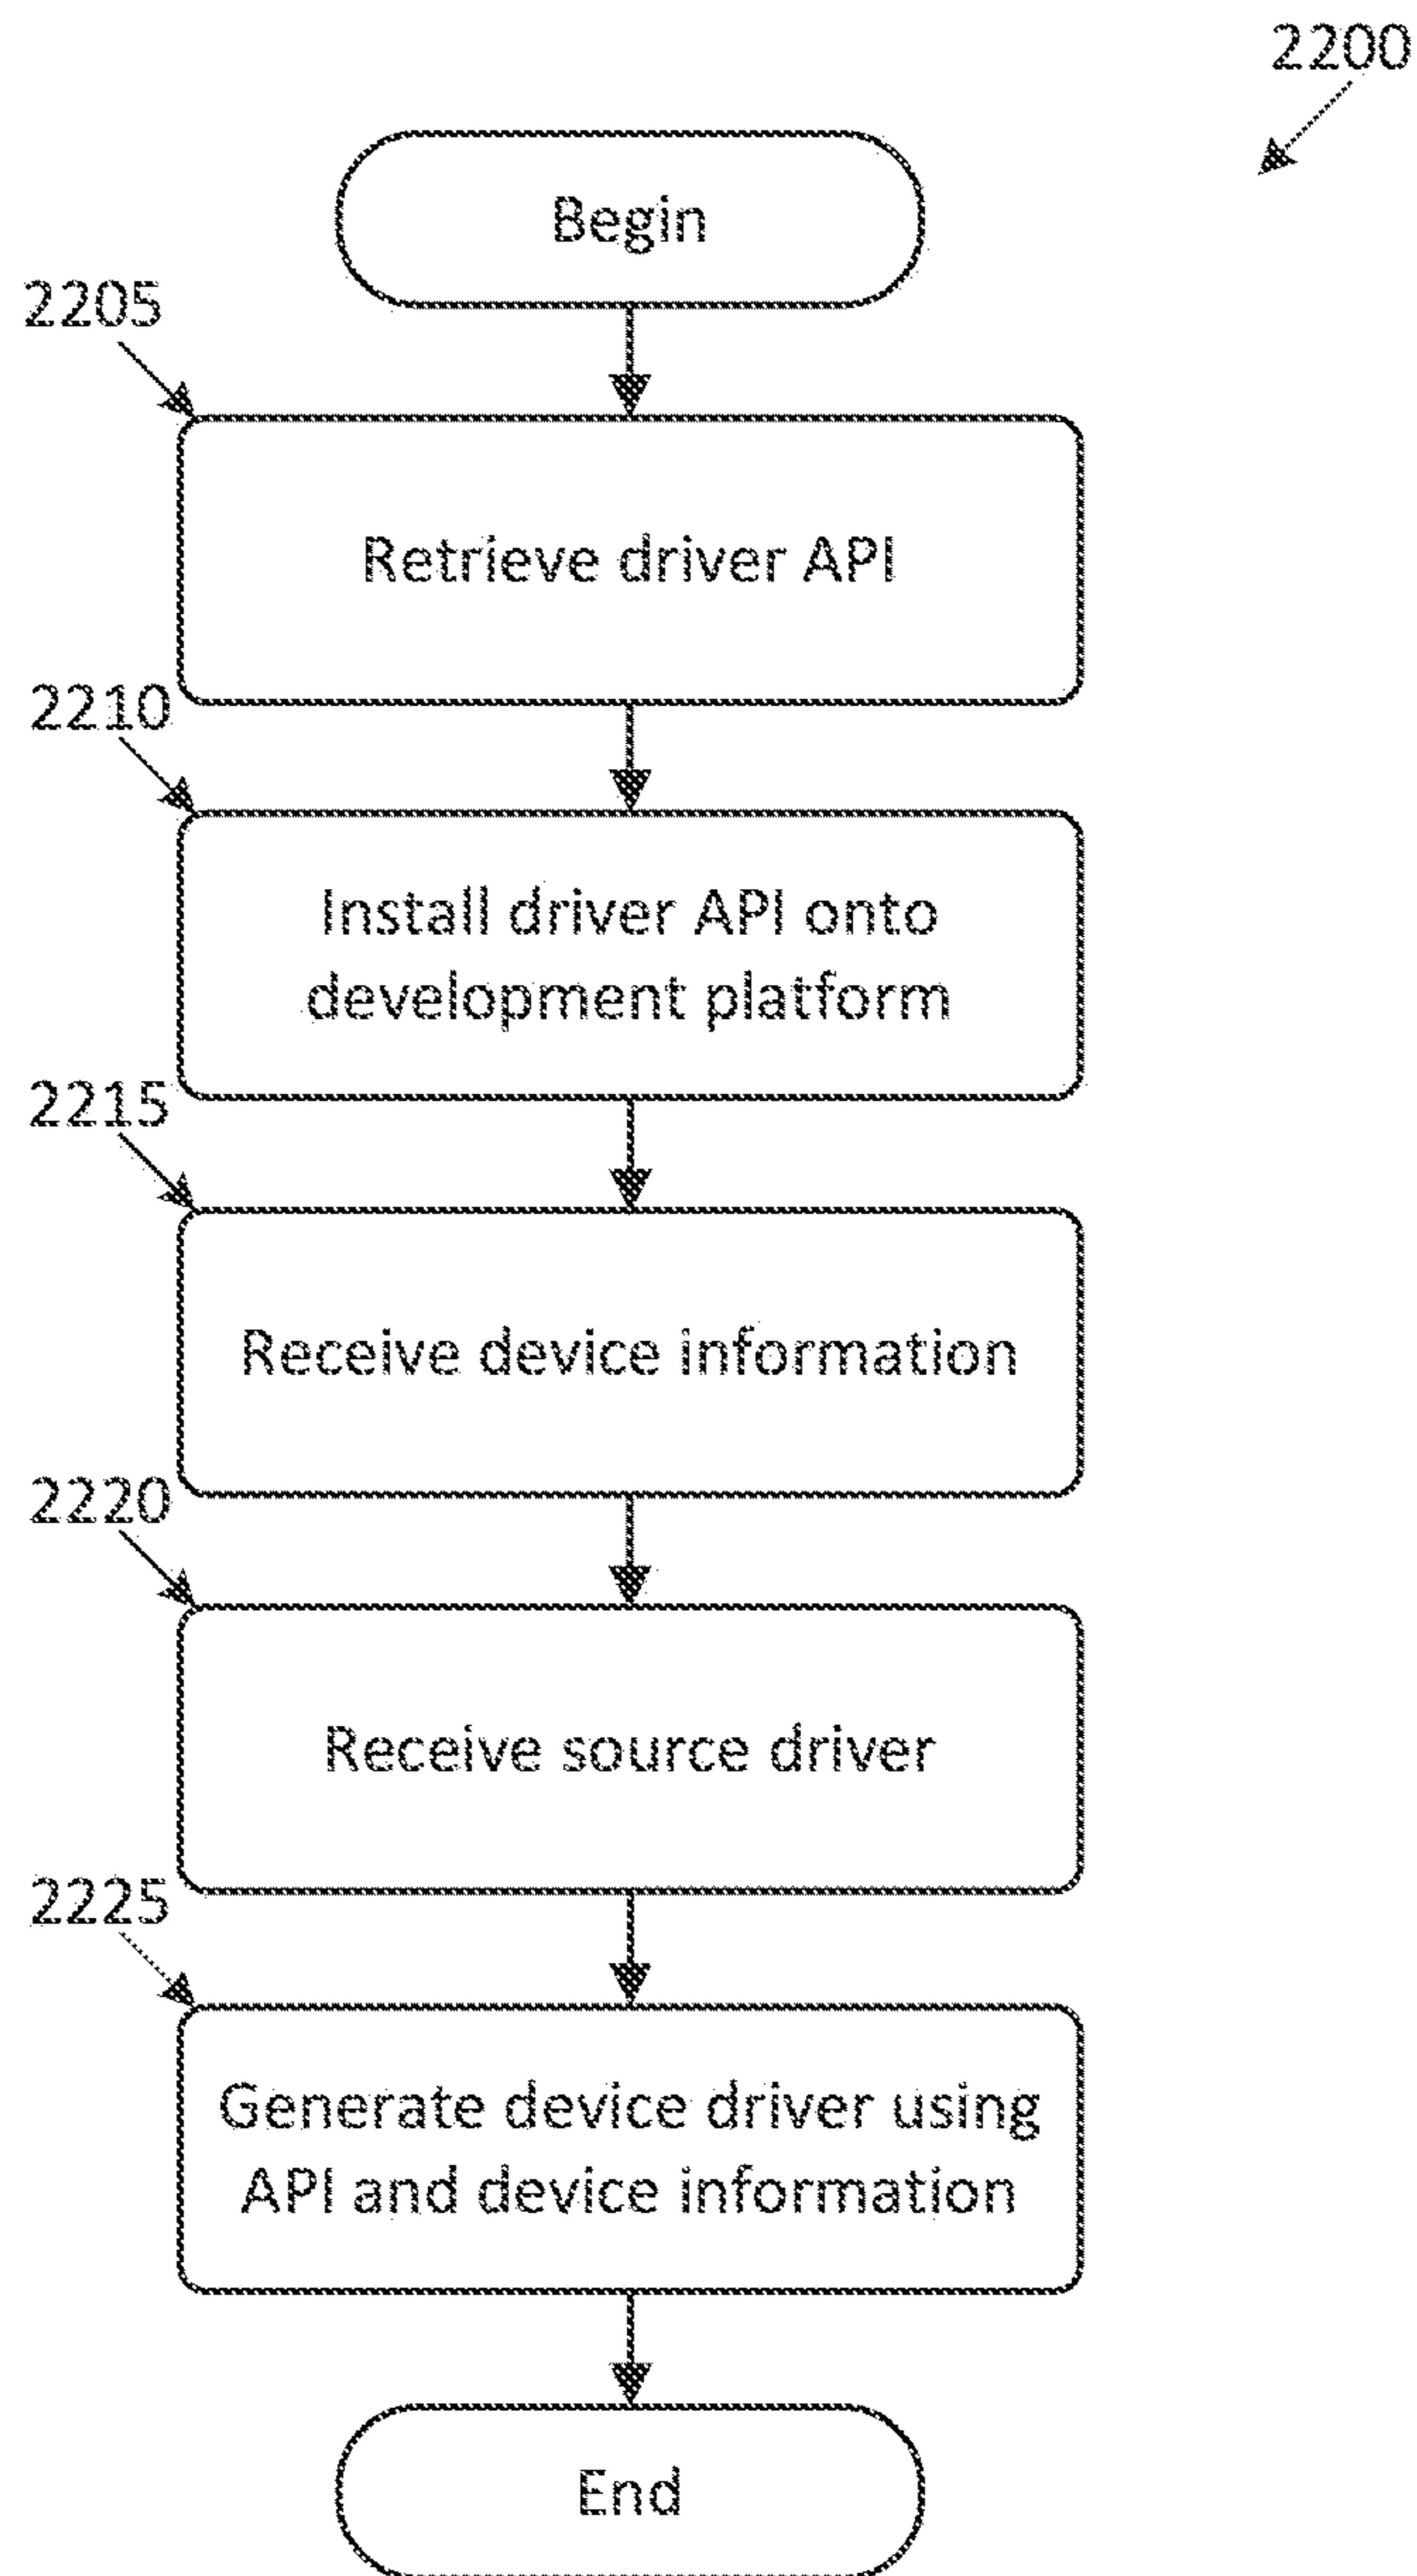 2200
Begin
2205
Retrieve driver API
2210
Install driver API onto
development platform
2215
Receive device information
2220
Receive source driver
2225
Generate device driver using
API and device information
End